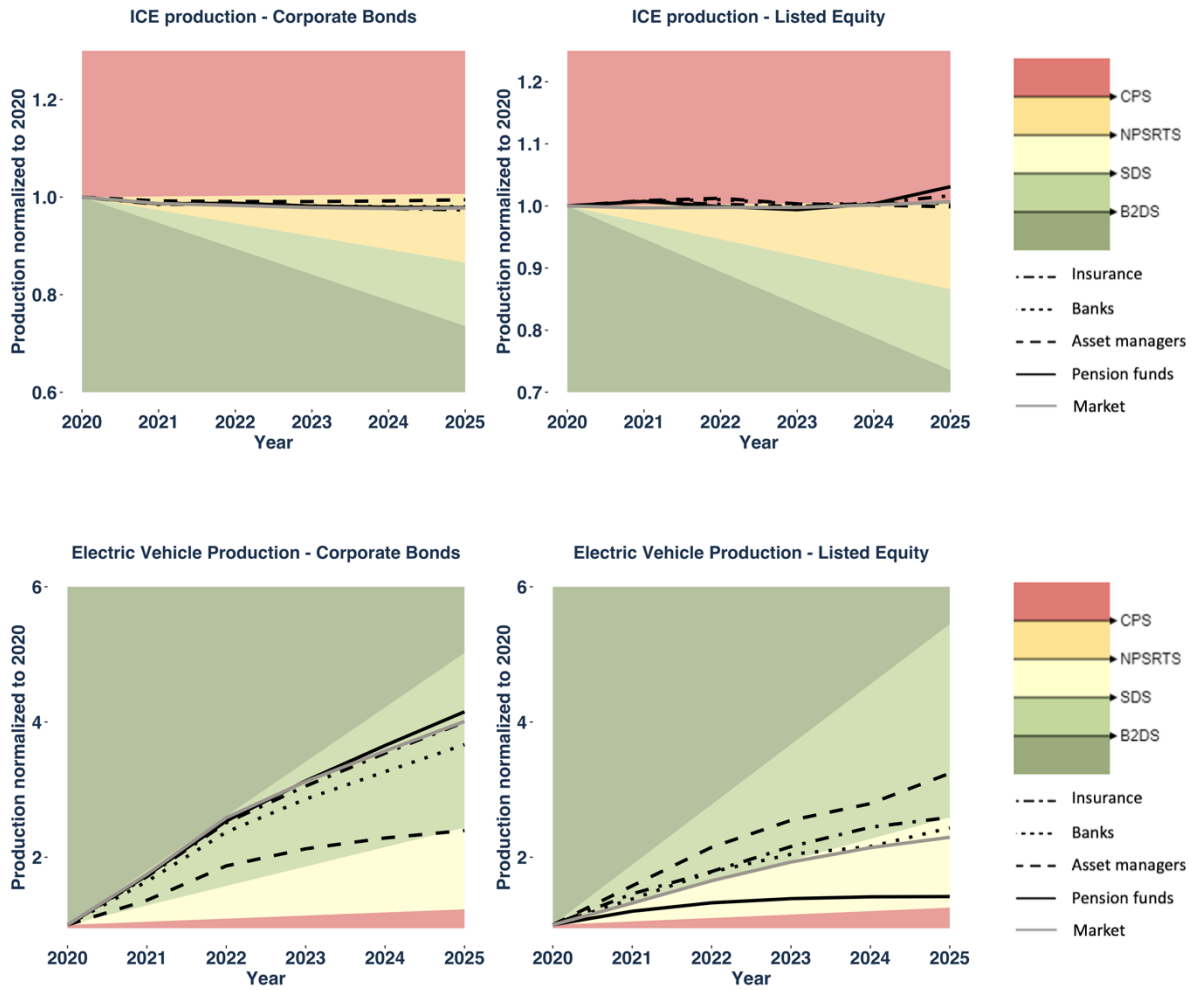 ICE production - Corporate Bonds
ICE production - Listed Equity
Production normalized to 2020
1.2
1.0
0.8
0.6
2020 2021 2022 2023 2024 2025
Year
Production normalized to 2020
1.2
1.1
1.0
0.9
0.8
0.7
2020 2021 2022 2023 2024 2025
Year
CPS
NPSRTS
SDS
B2DS
Insurance
Banks
Asset managers
Pension funds
Market
Electric Vehicle Production - Corporate Bonds
Electric Vehicle Production - Listed Equity
Production normalized to 2020
6
4
2
2020 2021 2022 2023 2024 2025
Year
Production normalized to 2020
6
4
2
2020 2021 2022 2023 2024 2025
Year
CPS
NPSRTS
SDS
B2DS
Insurance
Banks
Asset managers
Pension funds
Market